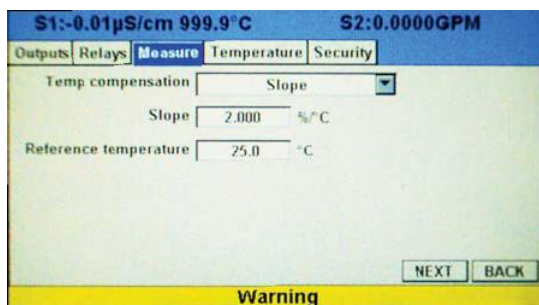 S1:-0.01µS/cm 999.9°C S2:0.0000GPM
Outputs Relays Measure Temperature Security
Temp compensation Slope
Slope 2.000 %/°C
Reference temperature 25.0 °C
NEXT BACK
Warning